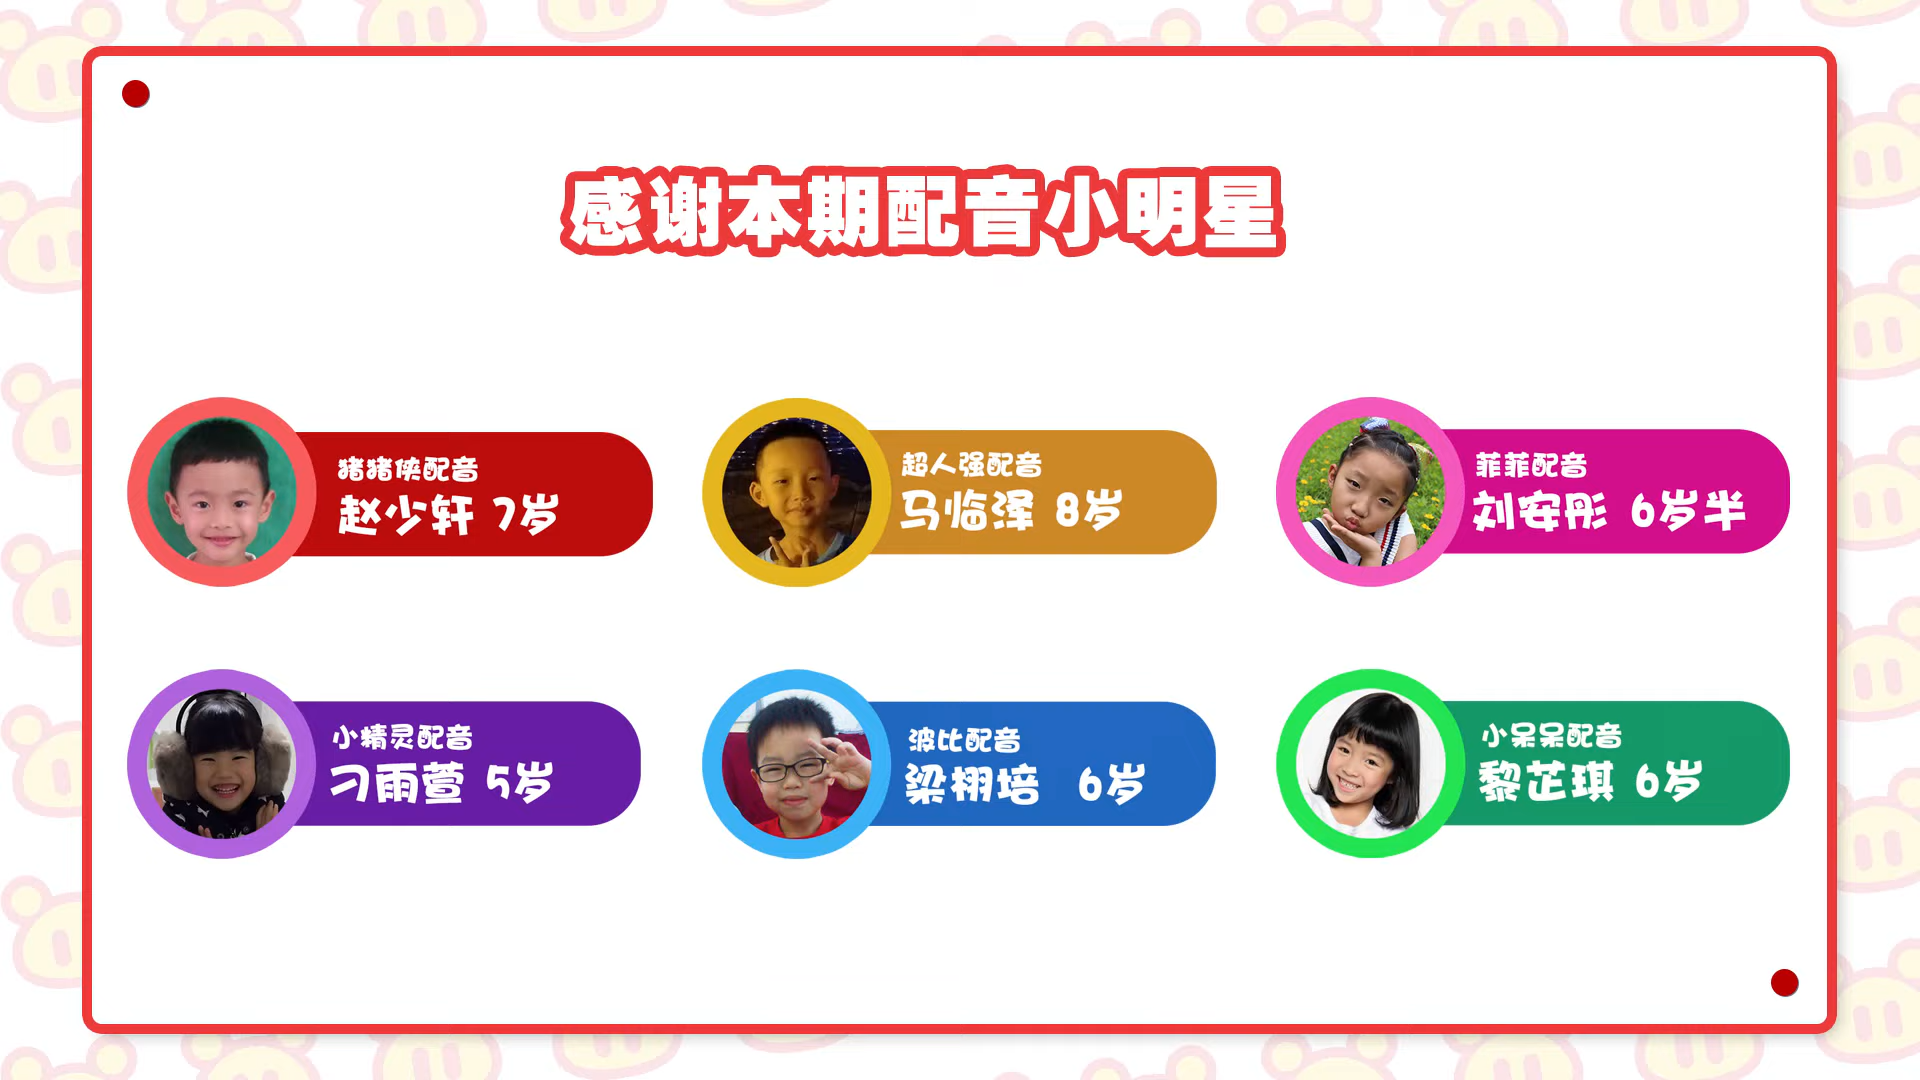 感谢本期配音小明星
猪猪侠配音
赵少轩 7岁
超人强配音
马临泽 8岁
菲菲配音
刘安彤 6岁半
小精灵配音
刁雨萱 5岁
波比配音
梁栩培 6岁
小呆呆配音
黎芷琪 6岁